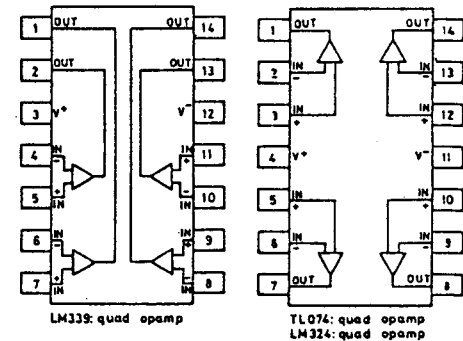 1 OUT OUT 14
2 OUT OUT 13
3 V+ V- 12
4 IN - + IN 11
5 + IN - IN 10
6 IN - IN + 9
7 + IN - IN 8
LM339: quad opamp
1 OUT OUT 14
2 IN - IN - 13
3 IN + IN + 12
4 V+ V- 11
5 IN + IN + 10
6 IN - IN - 9
7 OUT OUT 8
TL074: quad opamp
LM324: quad opamp